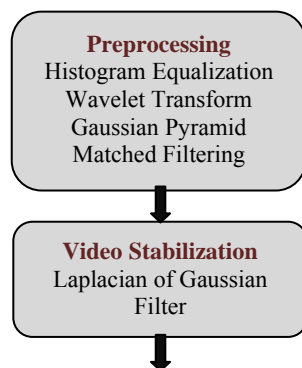 Preprocessing
Histogram Equalization
Wavelet Transform
Gaussian Pyramid
Matched Filtering
Video Stabilization
Laplacian of Gaussian
Filter